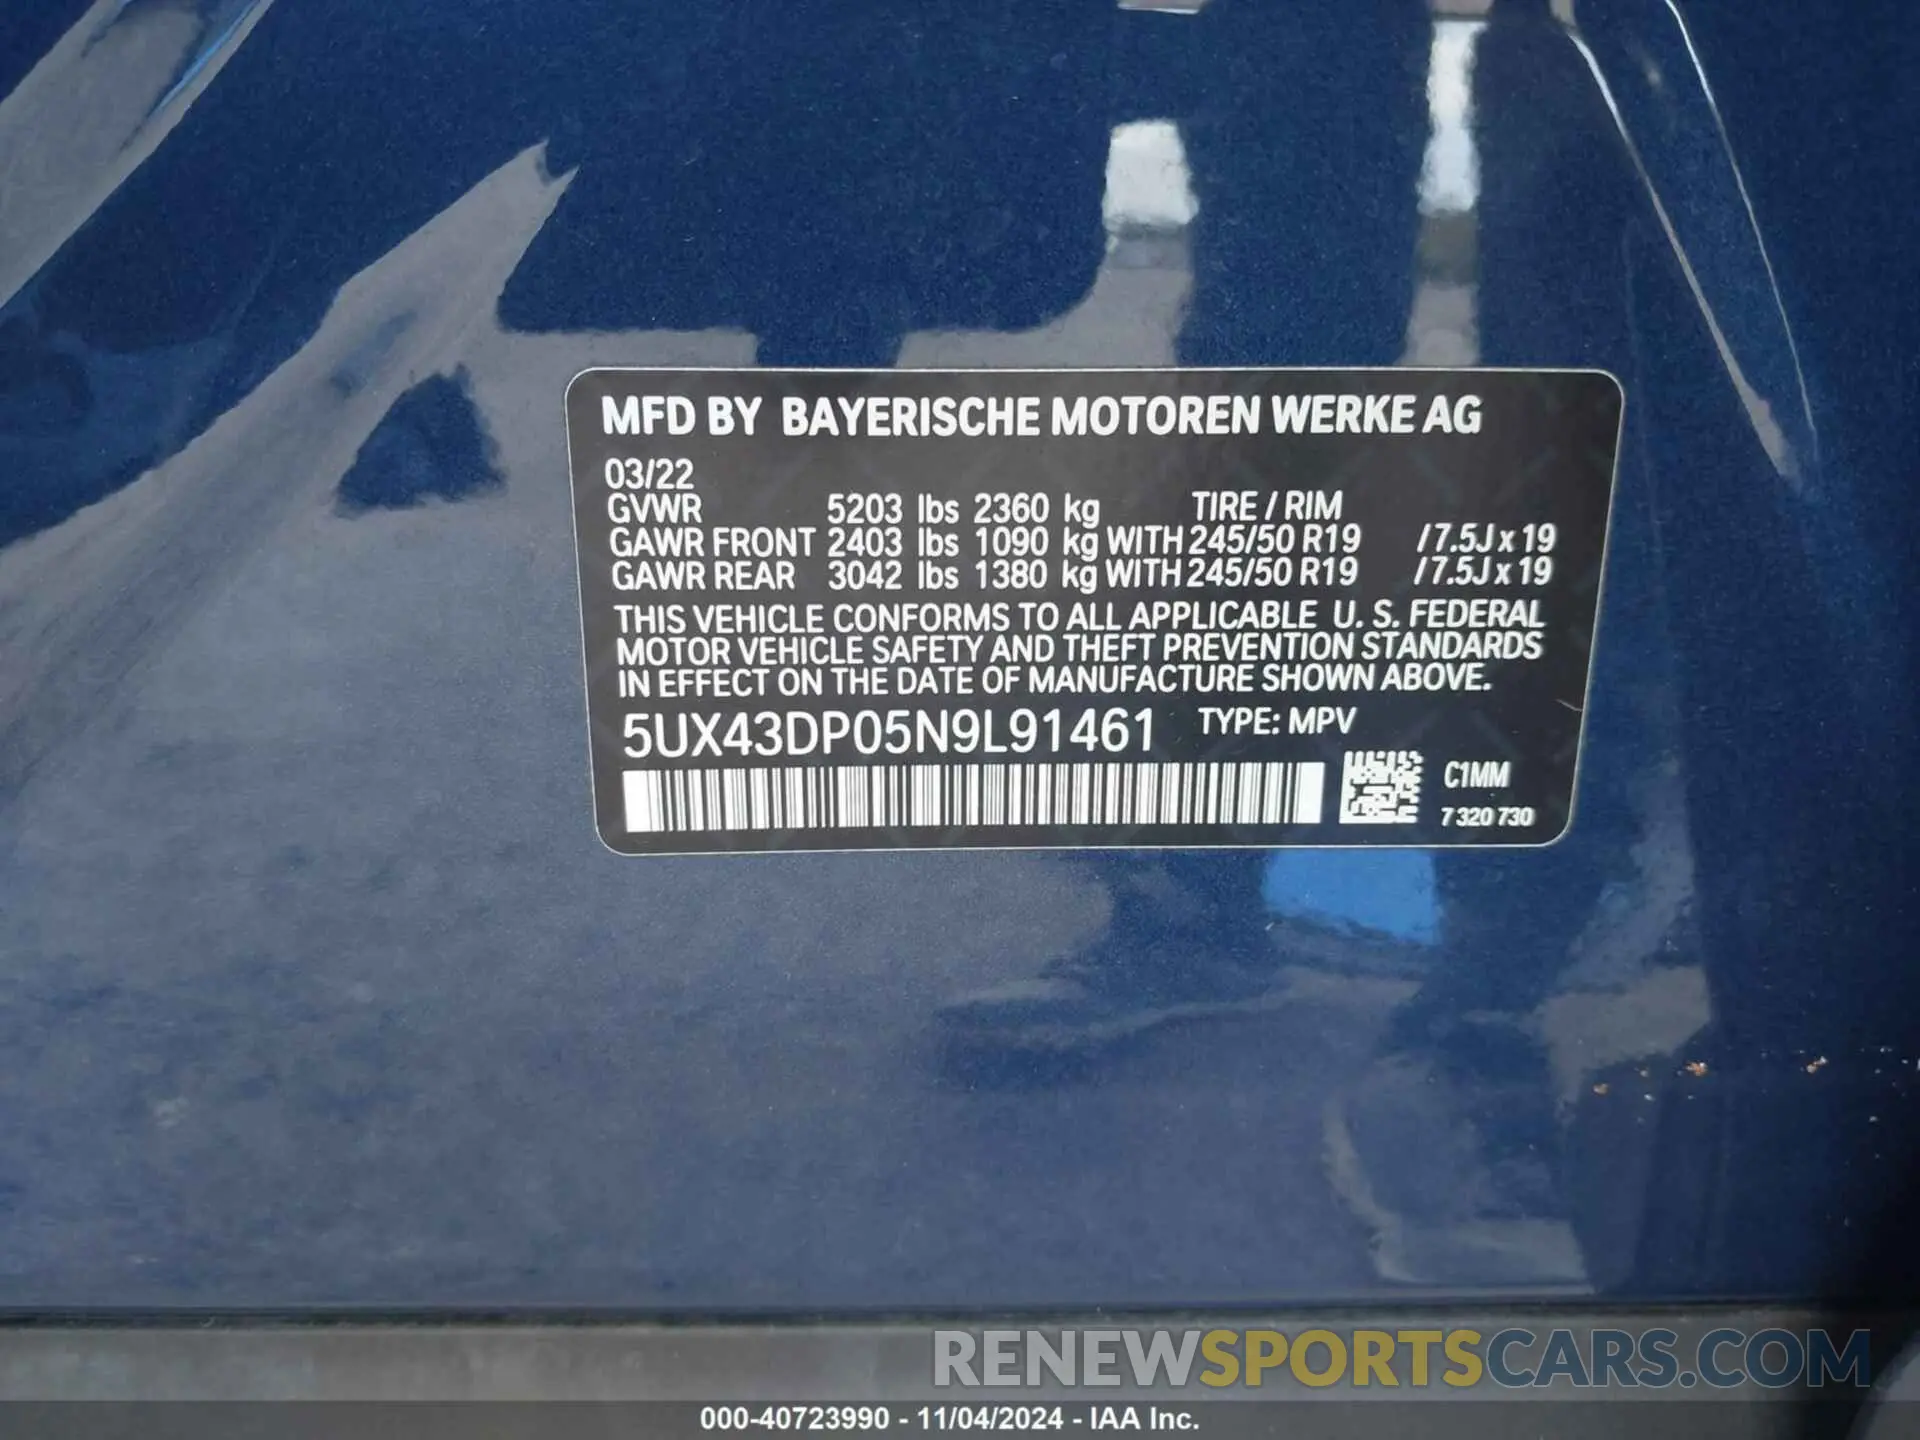 MFD BY BAYERISCHE MOTOREN WERKE AG
03/22
GVWR 5203 lbs 2360 kg TIRE / RIM
GAWR FRONT 2403 lbs 1090 kg WITH 245/50 R19 /7.5J x 19
GAWR REAR 3042 lbs 1380 kg WITH 245/50 R19 /7.5J x 19
THIS VEHICLE CONFORMS TO ALL APPLICABLE U. S. FEDERAL
MOTOR VEHICLE SAFETY AND THEFT PREVENTION STANDARDS
IN EFFECT ON THE DATE OF MANUFACTURE SHOWN ABOVE.
5UX43DP05N9L91461 TYPE: MPV
C1MM
7 320 730
RENEWSPORTSCARS.COM
000-40723990 - 11/04/2024 - IAA Inc.